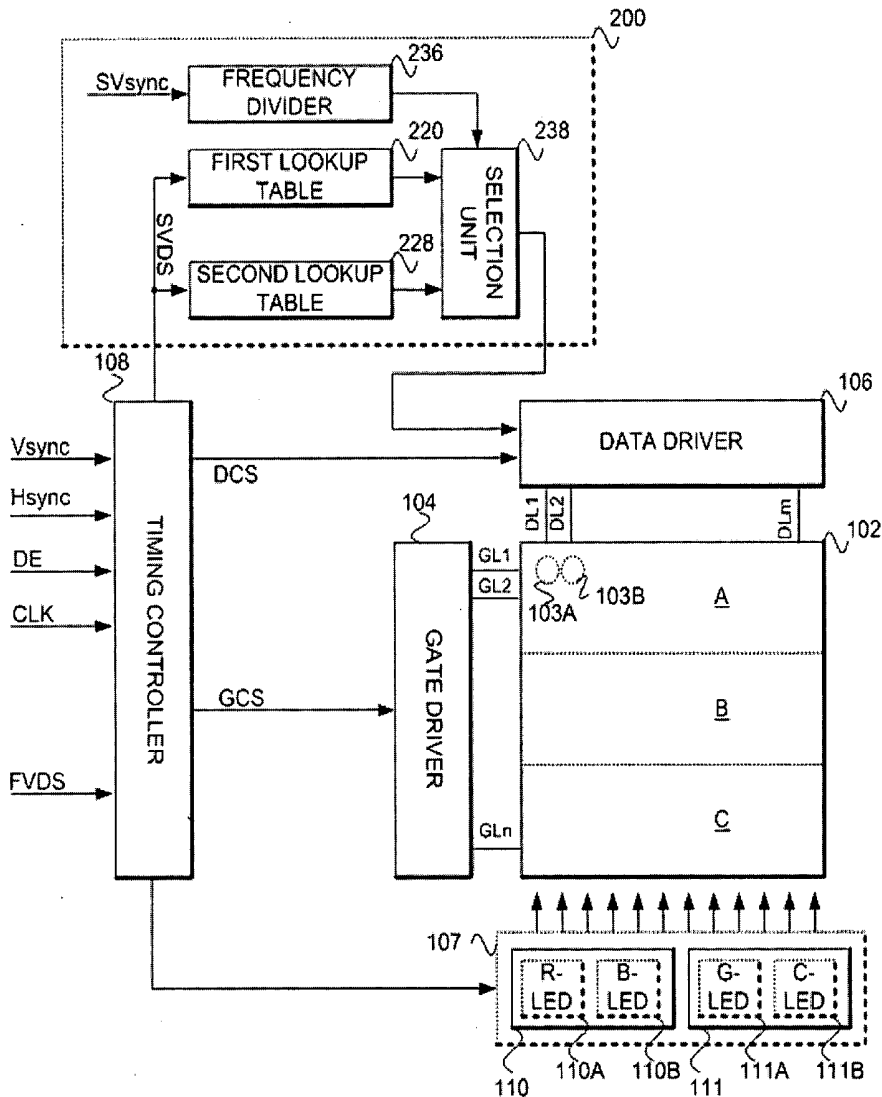 200
236
SVsync
FREQUENCY
DIVIDER
220
238
FIRST LOOKUP
TABLE
SELECTION
UNIT
SVDS
228
SECOND LOOKUP
TABLE
108
106
Vsync
DATA DRIVER
DCS
Hsync
104
DL1
DL2
DLm
102
TIMING CONTROLLER
DE
GL1
GL2
103A
103B
A
CLK
GATE DRIVER
GCS
B
FVDS
GLn
C
107
R-
LED
B-
LED
G-
LED
C-
LED
110
110A
110B
111
111A
111B